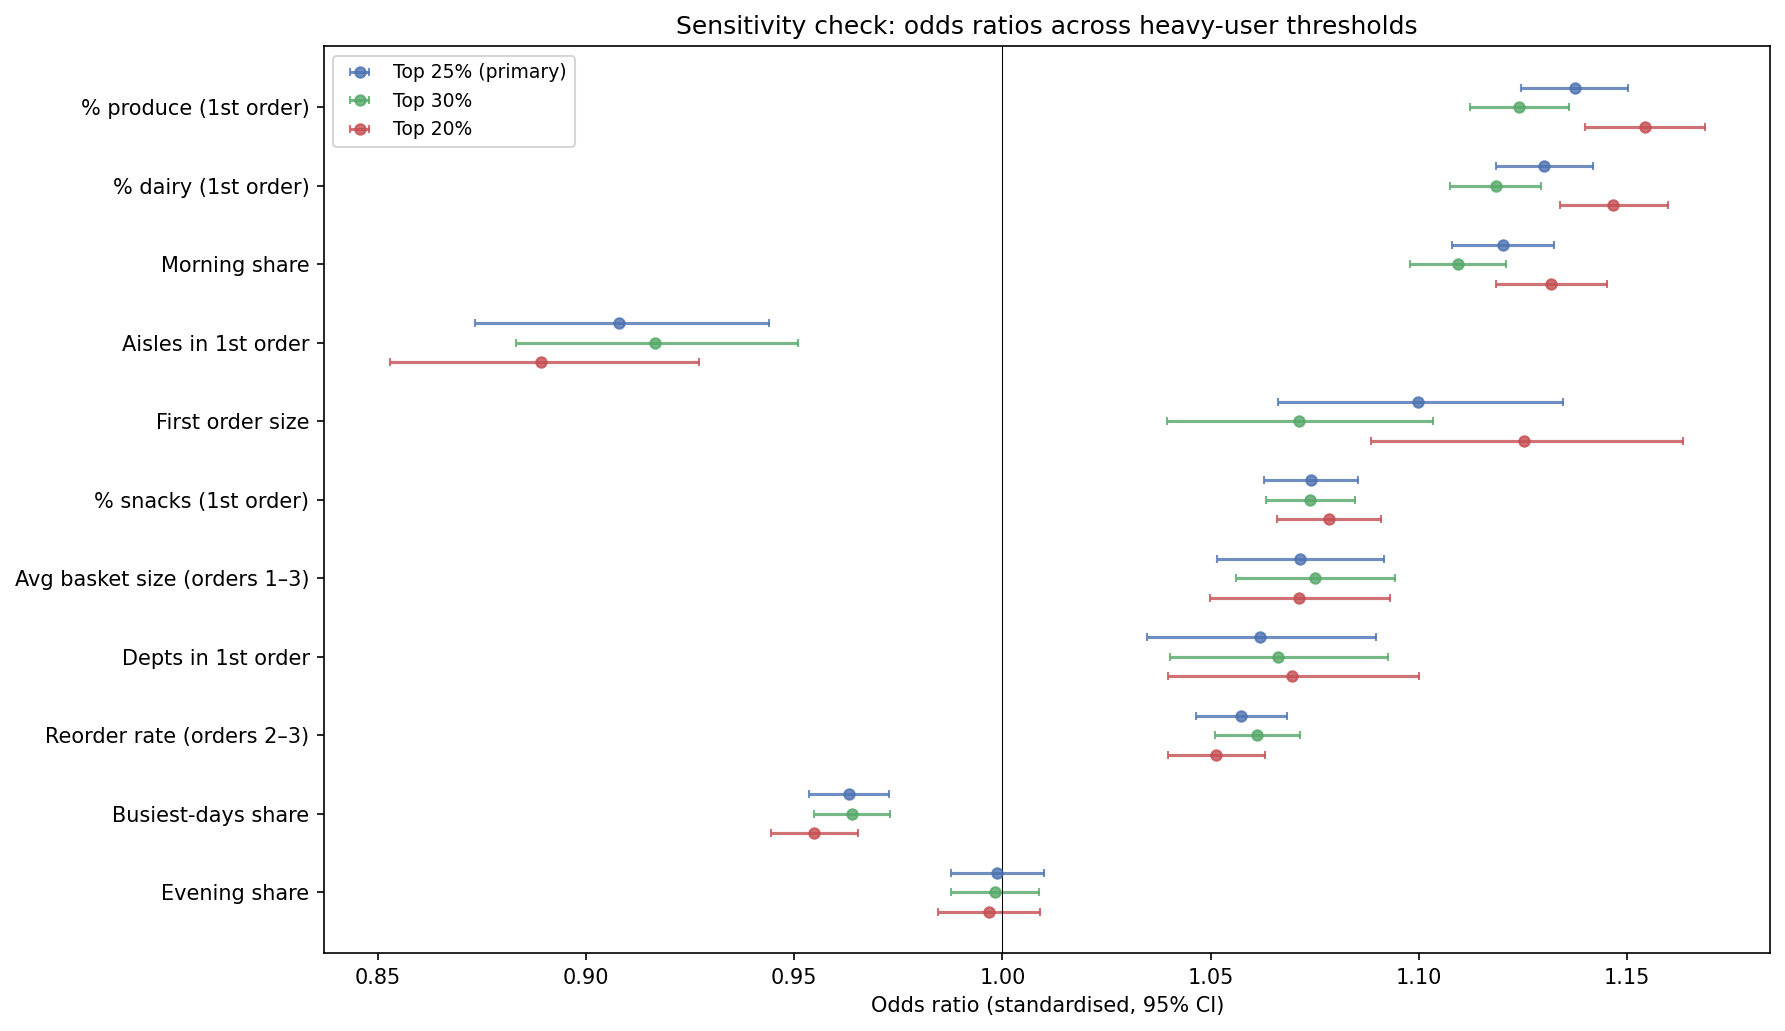 Sensitivity check: odds ratios across heavy-user thresholds
Top 25% (primary)
Top 30%
Top 20%
% produce (1st order)
% dairy (1st order)
Morning share
Aisles in 1st order
First order size
% snacks (1st order)
Avg basket size (orders 1–3)
Depts in 1st order
Reorder rate (orders 2–3)
Busiest-days share
Evening share
0.85 0.90 0.95 1.00 1.05 1.10 1.15
Odds ratio (standardised, 95% CI)